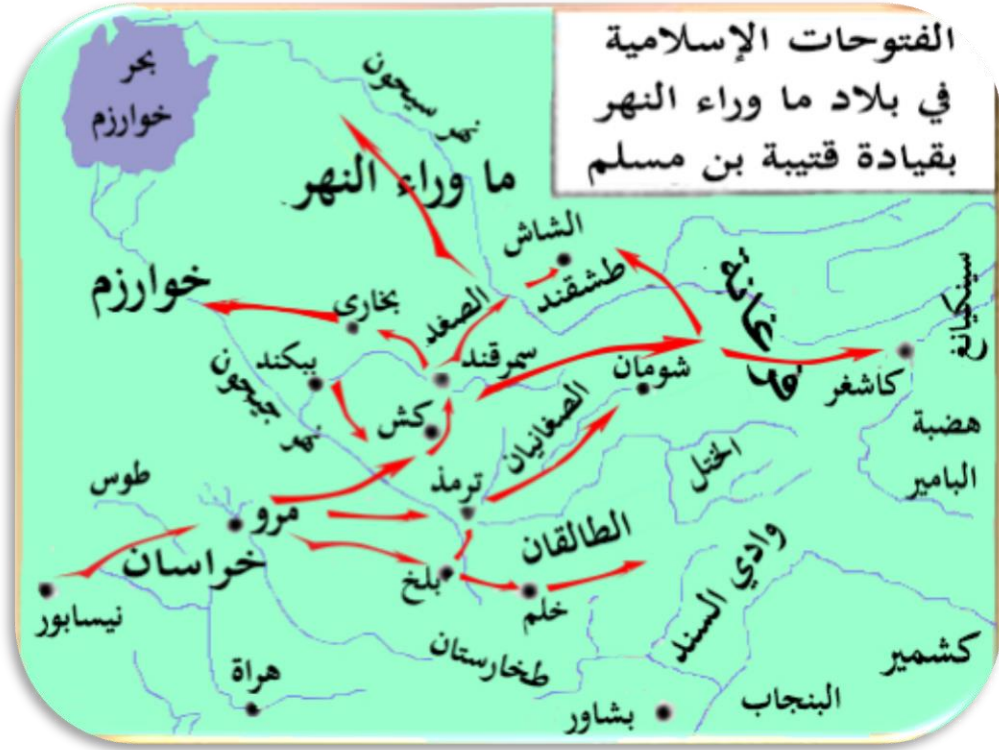 الفتوحات الإسلامية
في بلاد ما وراء النهر
بقيادة قتيبة بن مسلم
بحر
خوارزم
نهر سيحون
ما وراء النهر
الشاش
طشقند
فرغانة
سينكيانغ
خوارزم
بخارى
الصغد
سمرقند
بيكند
نهر جيحون
شومان
كاشغر
كش
الصغانيان
الختل
هضبة
البامير
طوس
ترمذ
مرو
الطالقان
خراسان
بلخ
خلم
نيسابور
وادي السند
كشمير
طخارستان
هراة
البنجاب
بشاور